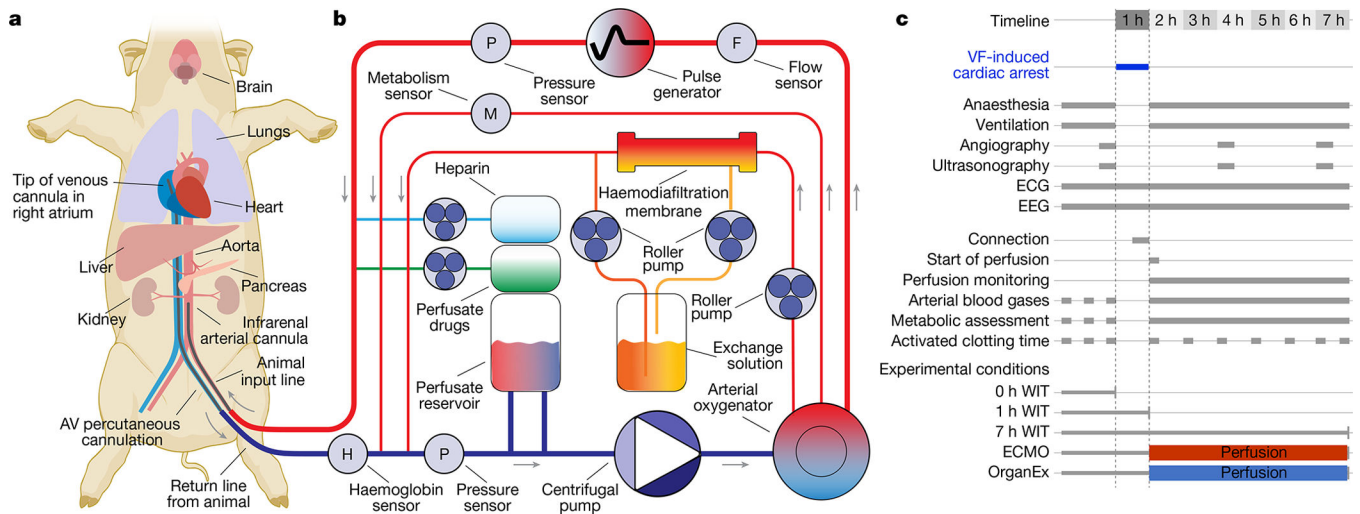 a
Brain
Lungs
Tip of venous
cannula in
right atrium
Heart
Aorta
Liver
Pancreas
Kidney
Infrarenal
arterial cannula
Animal
input line
AV percutaneous
cannulation
Return line
from animal
b
P
F
Metabolism
sensor
Pressure
sensor
Pulse
generator
Flow
sensor
M
Heparin
Haemodiafiltration
membrane
Roller
pump
Perfusate
drugs
Roller
pump
Perfusate
reservoir
Exchange
solution
Arterial
oxygenator
H
P
Haemoglobin
sensor
Pressure
sensor
Centrifugal
pump
c
Timeline 1 h 2 h 3 h 4 h 5 h 6 h 7 h
VF-induced
cardiac arrest
Anaesthesia
Ventilation
Angiography
Ultrasonography
ECG
EEG
Connection
Start of perfusion
Perfusion monitoring
Arterial blood gases
Metabolic assessment
Activated clotting time
Experimental conditions
0 h WIT
1 h WIT
7 h WIT
ECMO Perfusion
OrganEx Perfusion